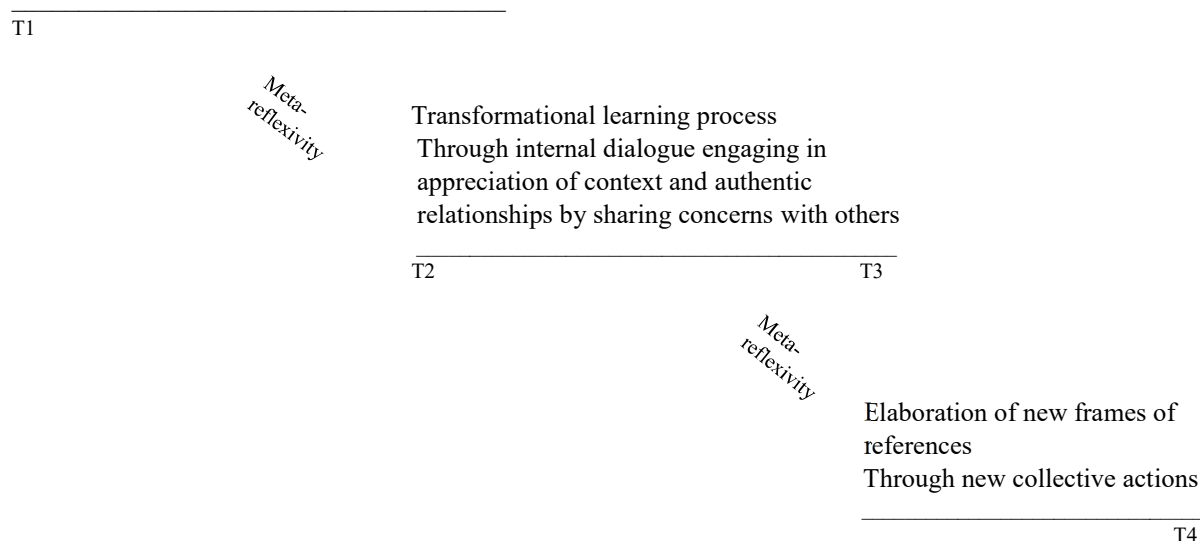 T1
Meta-
reflexivity
Transformational learning process
Through internal dialogue engaging in
appreciation of context and authentic
relationships by sharing concerns with others
T2 T3
Meta-
reflexivity
Elaboration of new frames of
references
Through new collective actions
T4